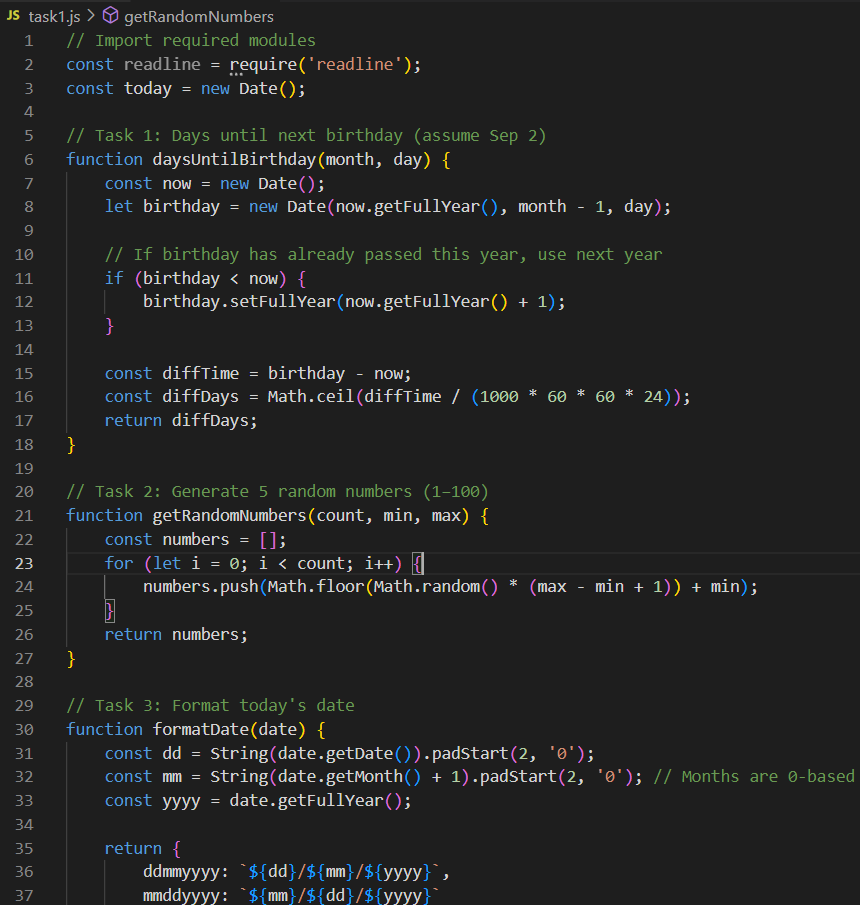 JS task1.js > getRandomNumbers
1 // Import required modules
2 const readline = require('readline');
3 const today = new Date();
4
5 // Task 1: Days until next birthday (assume Sep 2)
6 function daysUntilBirthday(month, day) {
7     const now = new Date();
8     let birthday = new Date(now.getFullYear(), month - 1, day);
9
10     // If birthday has already passed this year, use next year
11     if (birthday < now) {
12         birthday.setFullYear(now.getFullYear() + 1);
13     }
14
15     const diffTime = birthday - now;
16     const diffDays = Math.ceil(diffTime / (1000 * 60 * 60 * 24));
17     return diffDays;
18 }
19
20 // Task 2: Generate 5 random numbers (1–100)
21 function getRandomNumbers(count, min, max) {
22     const numbers = [];
23     for (let i = 0; i < count; i++) {
24         numbers.push(Math.floor(Math.random() * (max - min + 1)) + min);
25     }
26     return numbers;
27 }
28
29 // Task 3: Format today's date
30 function formatDate(date) {
31     const dd = String(date.getDate()).padStart(2, '0');
32     const mm = String(date.getMonth() + 1).padStart(2, '0'); // Months are 0-based
33     const yyyy = date.getFullYear();
34
35     return {
36         ddmmyyyy: `${dd}/${mm}/${yyyy}`,
37         mmddyyyy: `${mm}/${dd}/${yyyy}`